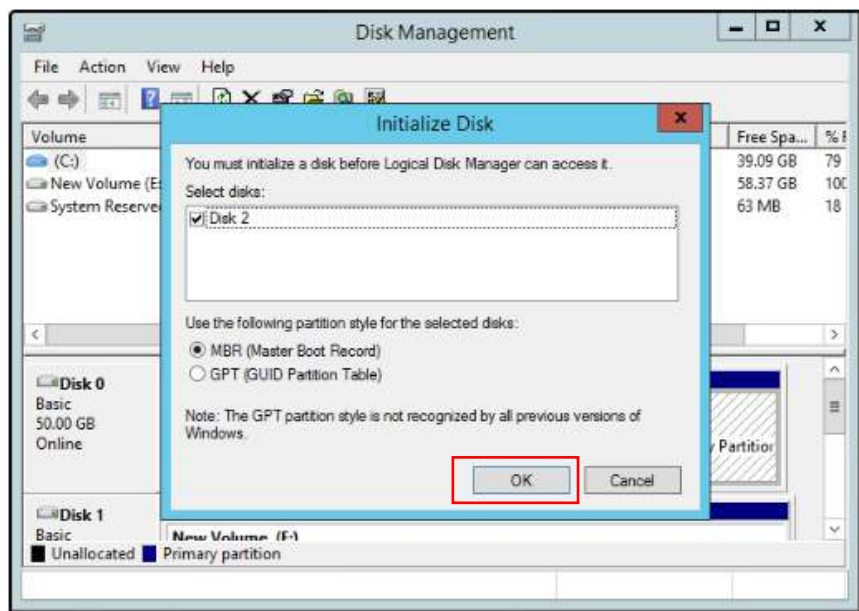 Disk Management
File Action View Help
Initialize Disk
Volume
Free Spa...
(C:)
39.09 GB 79
New Volume (E:
58.37 GB 100
System Reserve
63 MB 18
You must initialize a disk before Logical Disk Manager can access it.
Select disks:
Disk 2
Use the following partition style for the selected disks:
MBR (Master Boot Record)
GPT (GUID Partition Table)
Note: The GPT partition style is not recognized by all previous versions of
Windows.
OK Cancel
Disk 0
Basic
50.00 GB
Online
y Partition
Disk 1
Basic
New Volume (E:)
Unallocated Primary partition